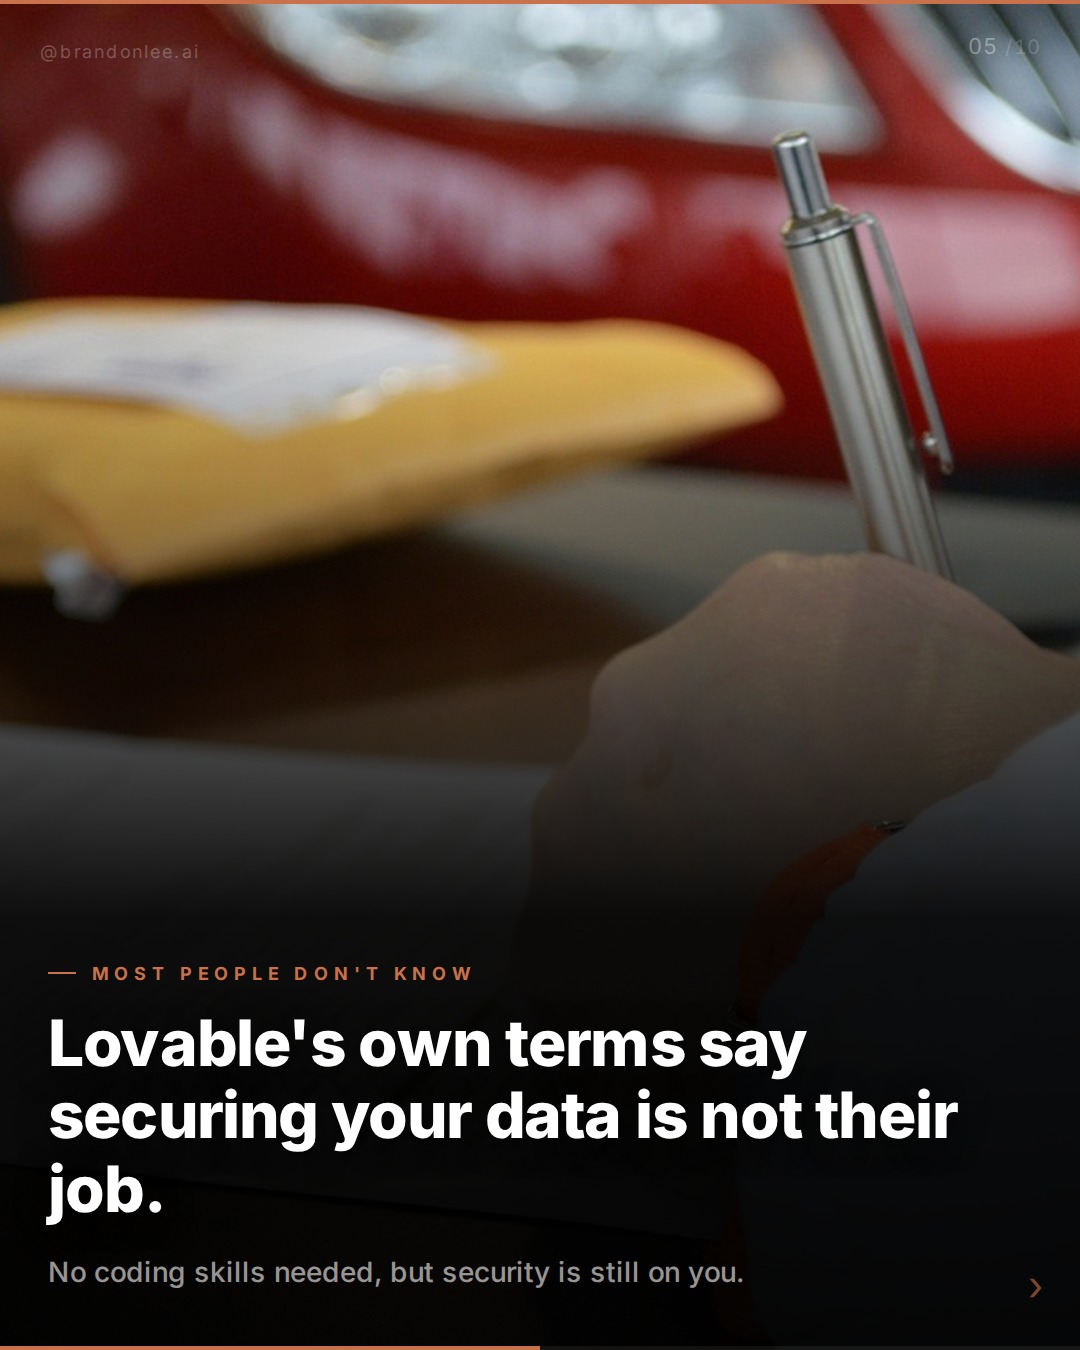 @brandonlee.ai
05 /10
MOST PEOPLE DON'T KNOW
Lovable's own terms say
securing your data is not their
job.
No coding skills needed, but security is still on you.
›